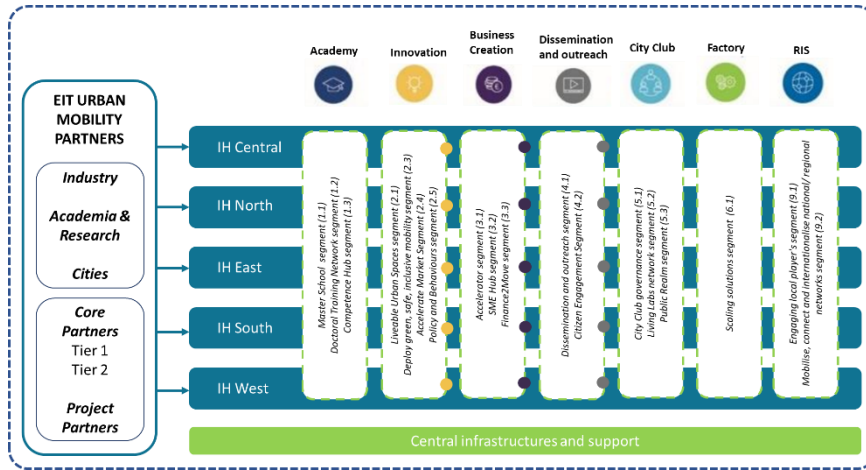 Academy
Innovation
Business
Creation
Dissemination
and outreach
City Club
Factory
RIS
EIT URBAN
MOBILITY
PARTNERS
Industry
Academia &
Research
Cities
Core
Partners
Tier 1
Tier 2
Project
Partners
IH Central
IH North
IH East
IH South
IH West
Master School segment (1.1)
Doctoral Training Network segment (1.2)
Competence Hub segment (1.3)
Liveable Urban Spaces segment (2.1)
Deploy green, safe, inclusive mobility segment (2.3)
Accelerate Market Segment (2.4)
Policy and Behaviours segment (2.5)
Accelerator segment (3.1)
SME Hub segment (3.2)
Finance2Move segment (3.3)
Dissemination and outreach segment (4.1)
Citizen Engagement Segment (4.2)
City Club governance segment (5.1)
Living Labs network segment (5.2)
Public Realm segment (5.3)
Scaling solutions segment (6.1)
Engaging local player's segment (9.1)
Mobilise, connect and internationalise national/ regional
networks segment (9.2)
Central infrastructures and support